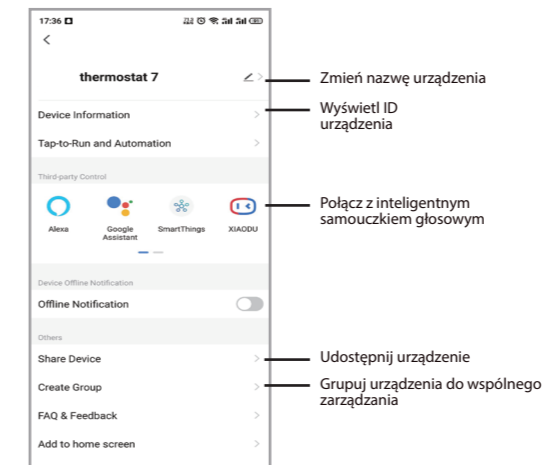 17:36
thermostat 7
Zmień nazwę urządzenia
Device Information
Wyświetl ID
urządzenia
Tap-to-Run and Automation
Third-party Control
Alexa
Google
Assistant
SmartThings
XIAODU
Połącz z inteligentnym
samouczkiem głosowym
Device Offline Notification
Offline Notification
Others
Share Device
Udostępnij urządzenie
Create Group
Grupuj urządzenia do wspólnego
zarządzania
FAQ & Feedback
Add to home screen